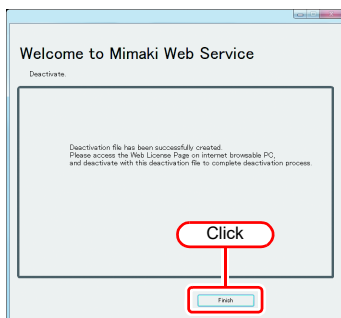 Welcome to Mimaki Web Service
Deactivate.
Deactivation file has been successfully created.
Please access the Web License Page on internet browsable PC,
and deactivate with this deactivation file to complete deactivation process.
Click
Finish